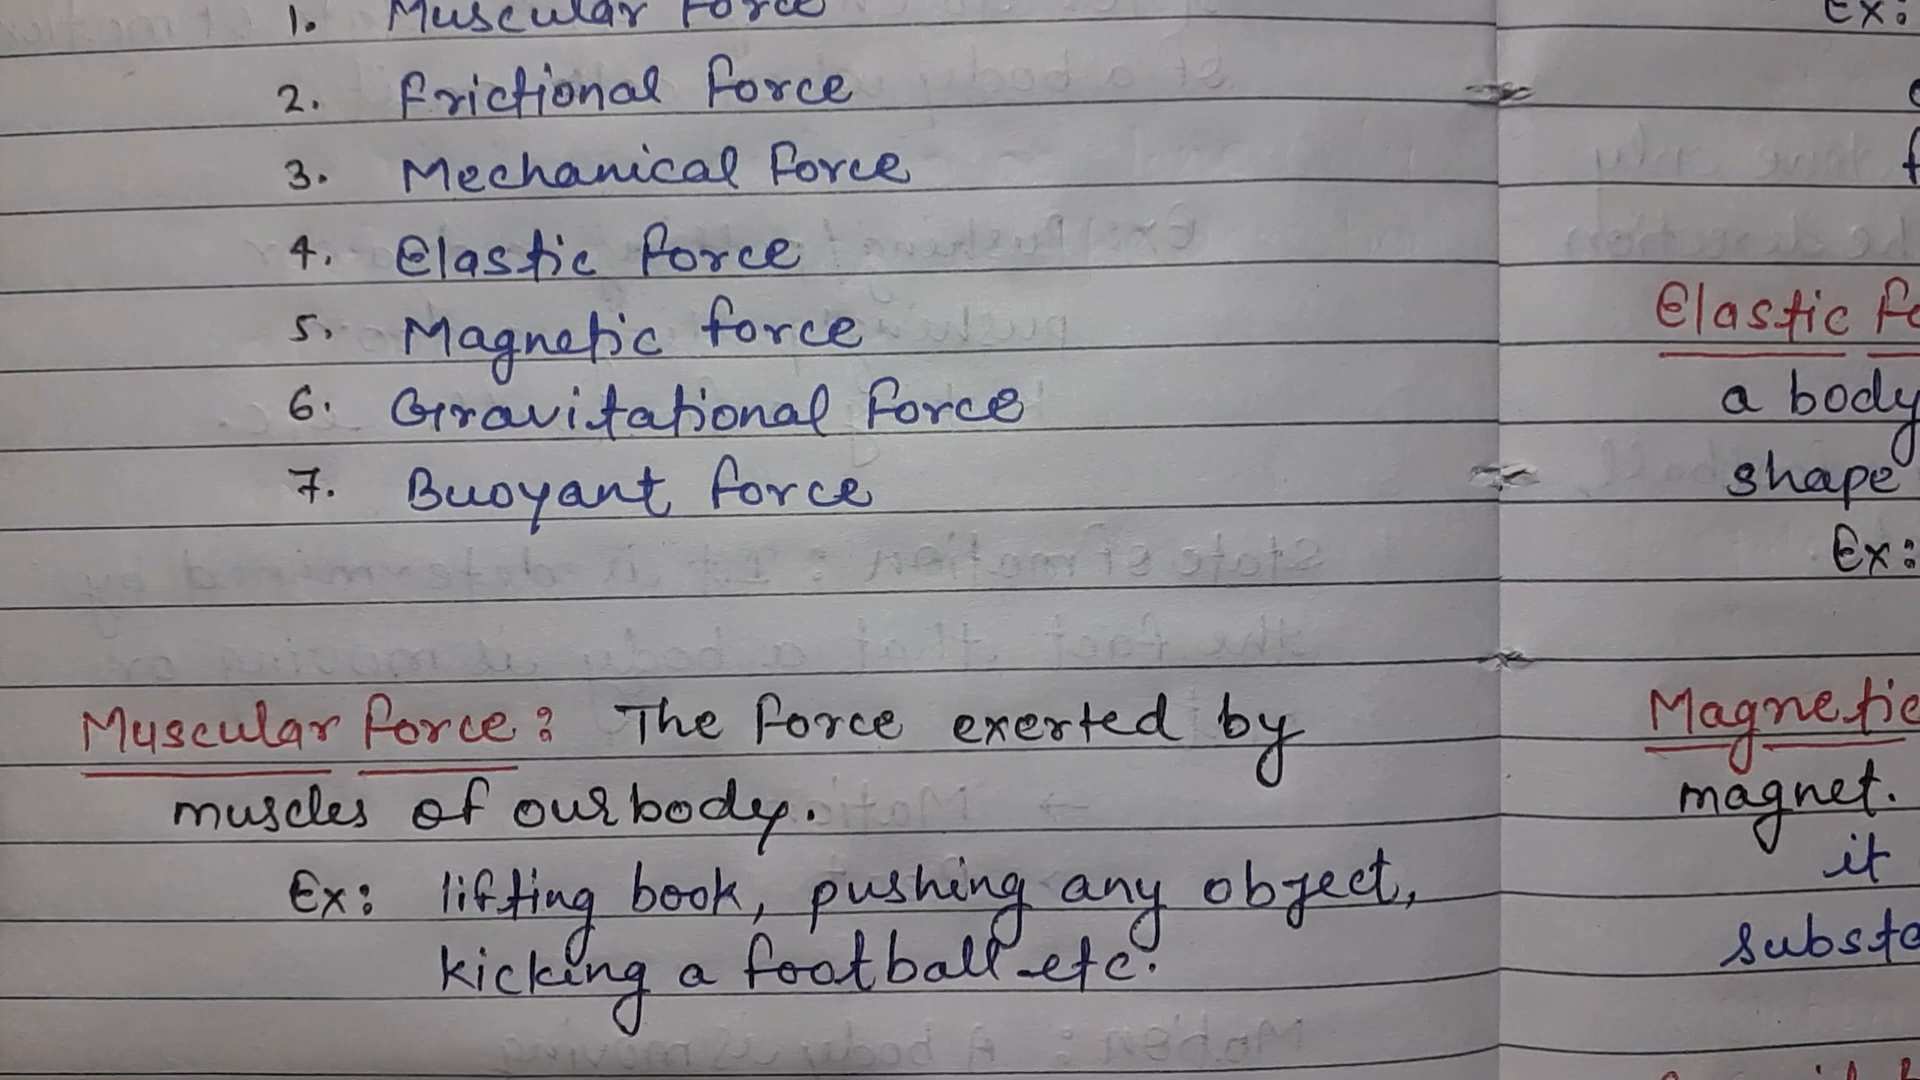 1. Muscular Force
2. Frictional Force
3. Mechanical Force
4. Elastic Force
5. Magnetic force
6. Gravitational Force
7. Buoyant force
Muscular Force: The Force exerted by
muscles of our body.
Ex: lifting book, pushing any object,
kicking a football etc.
Ex:
Elastic
a body
shape
Ex:
Magnetic
magnet.
it